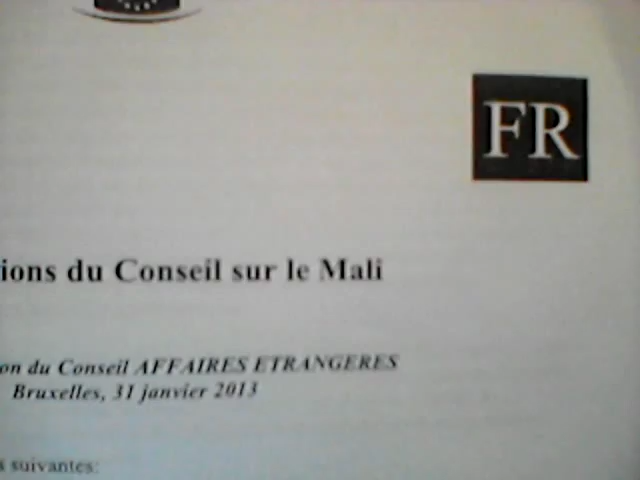 FR
ions du Conseil sur le Mali
on du Conseil AFFAIRES ETRANGERES
Bruxelles, 31 janvier 2013
s suivantes: